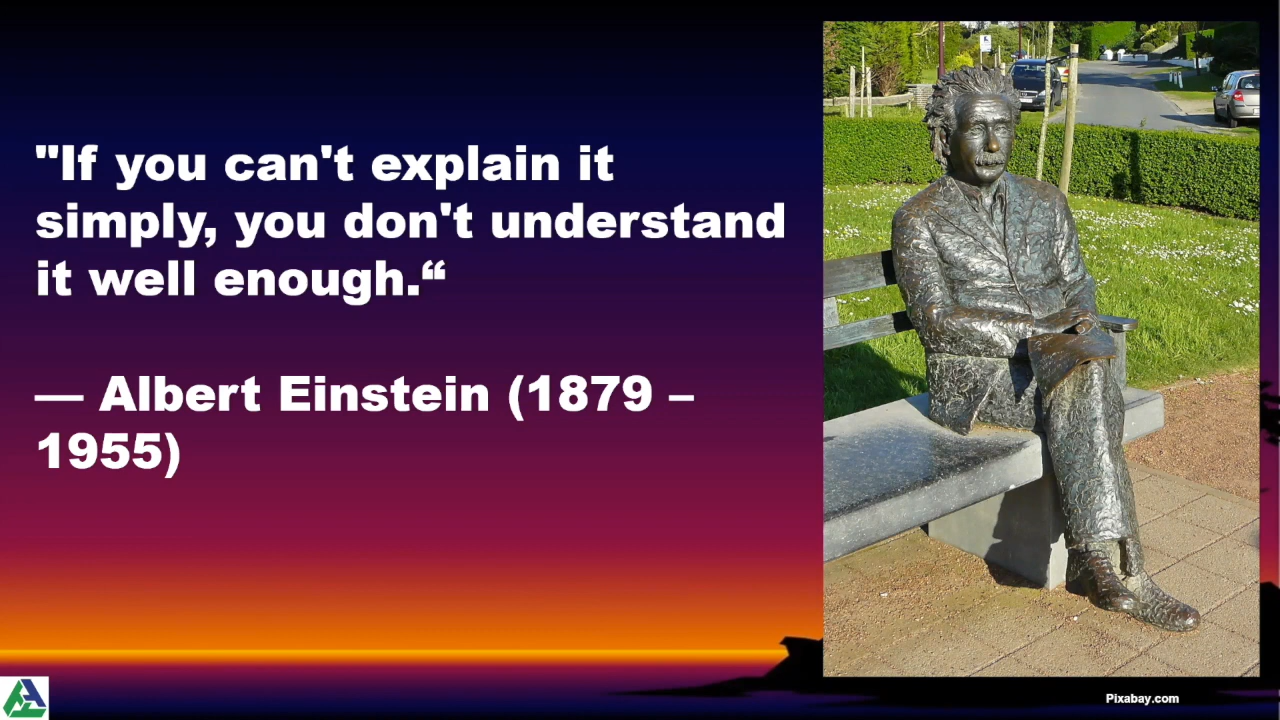 "If you can't explain it
simply, you don't understand
it well enough.“
— Albert Einstein (1879 –
1955)
Pixabay.com